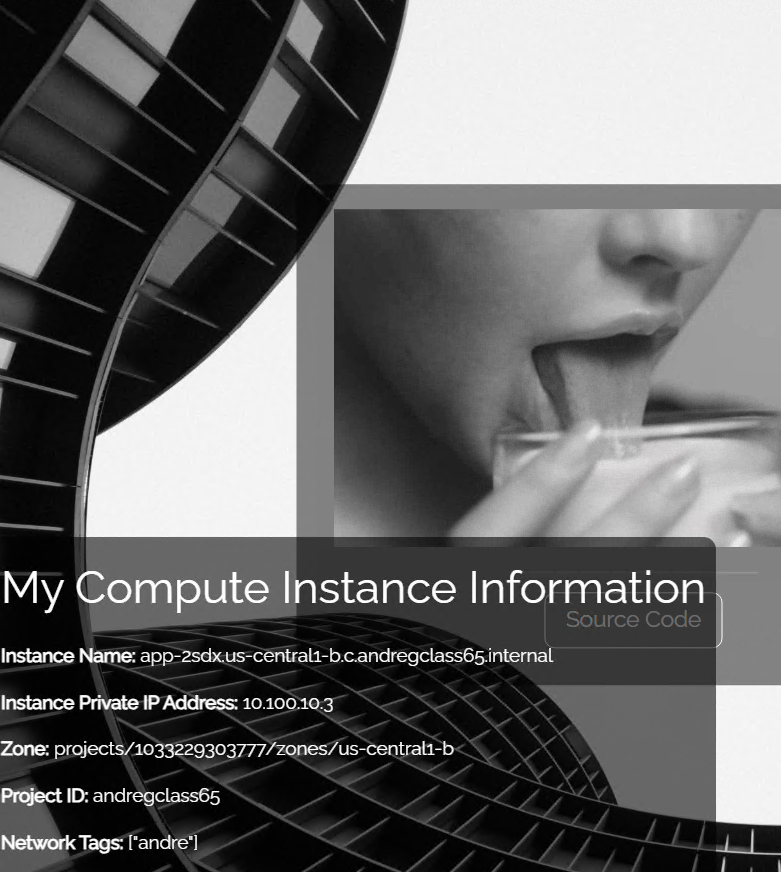 My Compute Instance Information
Source Code
Instance Name: app-2sdx.us-central1-b.c.andregclass65.internal
Instance Private IP Address: 10.100.10.3
Zone: projects/1033229303777/zones/us-central1-b
Project ID: andregclass65
Network Tags: ["andre"]